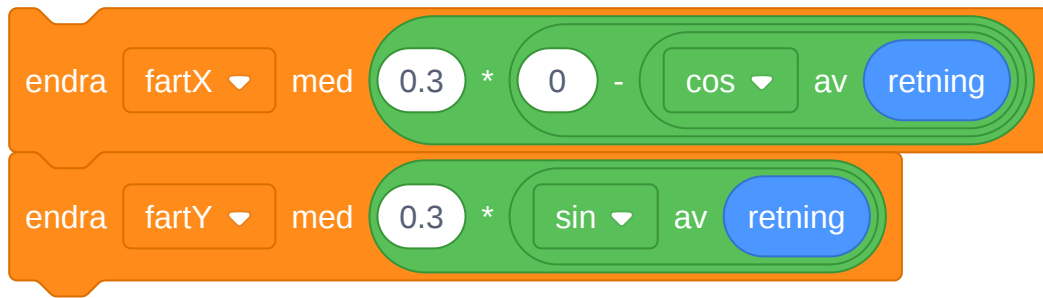 endra fartX med 0.3 * 0 - cos av retning
endra fartY med 0.3 * sin av retning